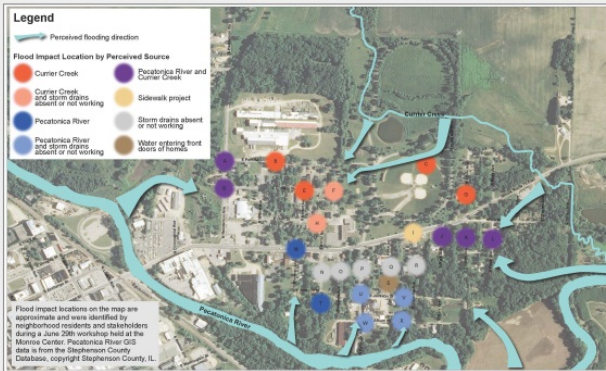 Legend
Perceived flooding direction
Flood Impact Location by Perceived Source
Currier Creek
Currier Creek
and storm drains
absent or not working
Pecatonica River
Pecatonica River
and storm drains
absent or not working
Pecatonica River and
Currier Creek
Sidewalk project
Storm drains absent
or not working
Water entering front
doors of homes
Currier Creek
Pecatonica River
Flood impact locations on the map are
approximate and were identified by
neighborhood residents and stakeholders
during a June 29th workshop held at the
Monroe Center. Pecatonica River GIS
data is from the Stephenson County
Database, copyright Stephenson County, IL.